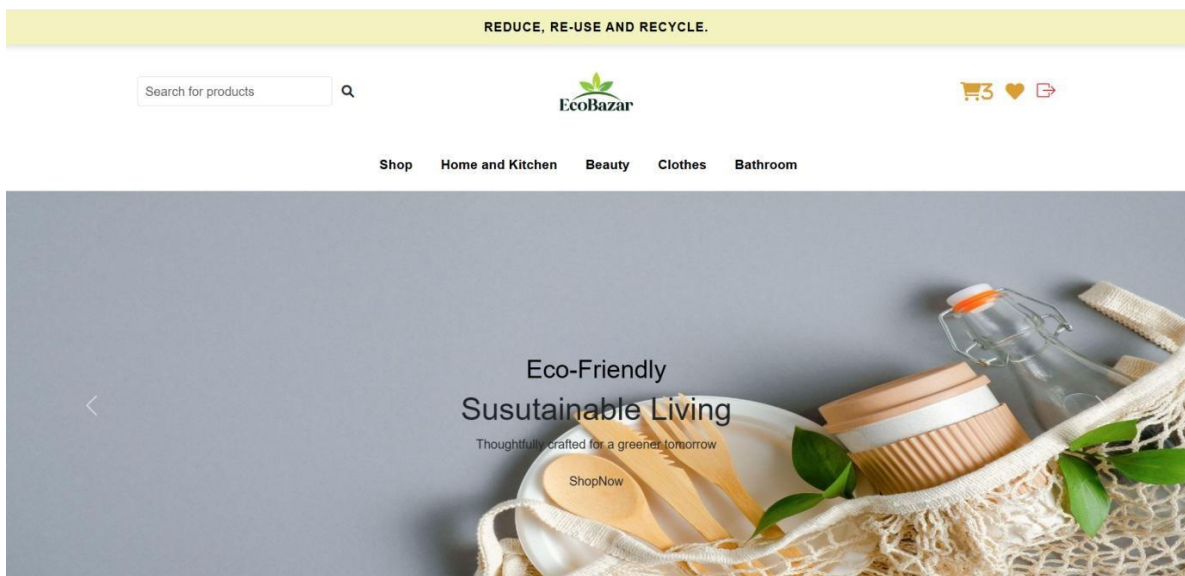 REDUCE, RE-USE AND RECYCLE.
Search for products
EcoBazar
3
Shop Home and Kitchen Beauty Clothes Bathroom
Eco-Friendly
Susutainable Living
Thoughtfully crafted for a greener tomorrow
ShopNow